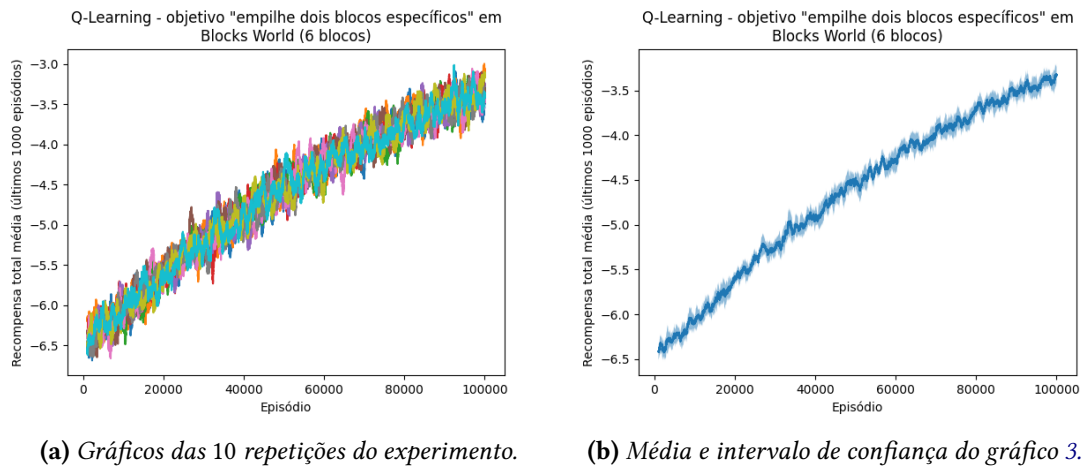 Q-Learning - objetivo "empilhe dois blocos específicos" em
Blocks World (6 blocos)
Recompensa total média (últimos 1000 episódios)
−3.0
−3.5
−4.0
−4.5
−5.0
−5.5
−6.0
−6.5
0 20000 40000 60000 80000 100000
Episódio
(a) Gráficos das 10 repetições do experimento.
Q-Learning - objetivo "empilhe dois blocos específicos" em
Blocks World (6 blocos)
Recompensa total média (últimos 1000 episódios)
−3.5
−4.0
−4.5
−5.0
−5.5
−6.0
−6.5
0 20000 40000 60000 80000 100000
Episódio
(b) Média e intervalo de confiança do gráfico 3.